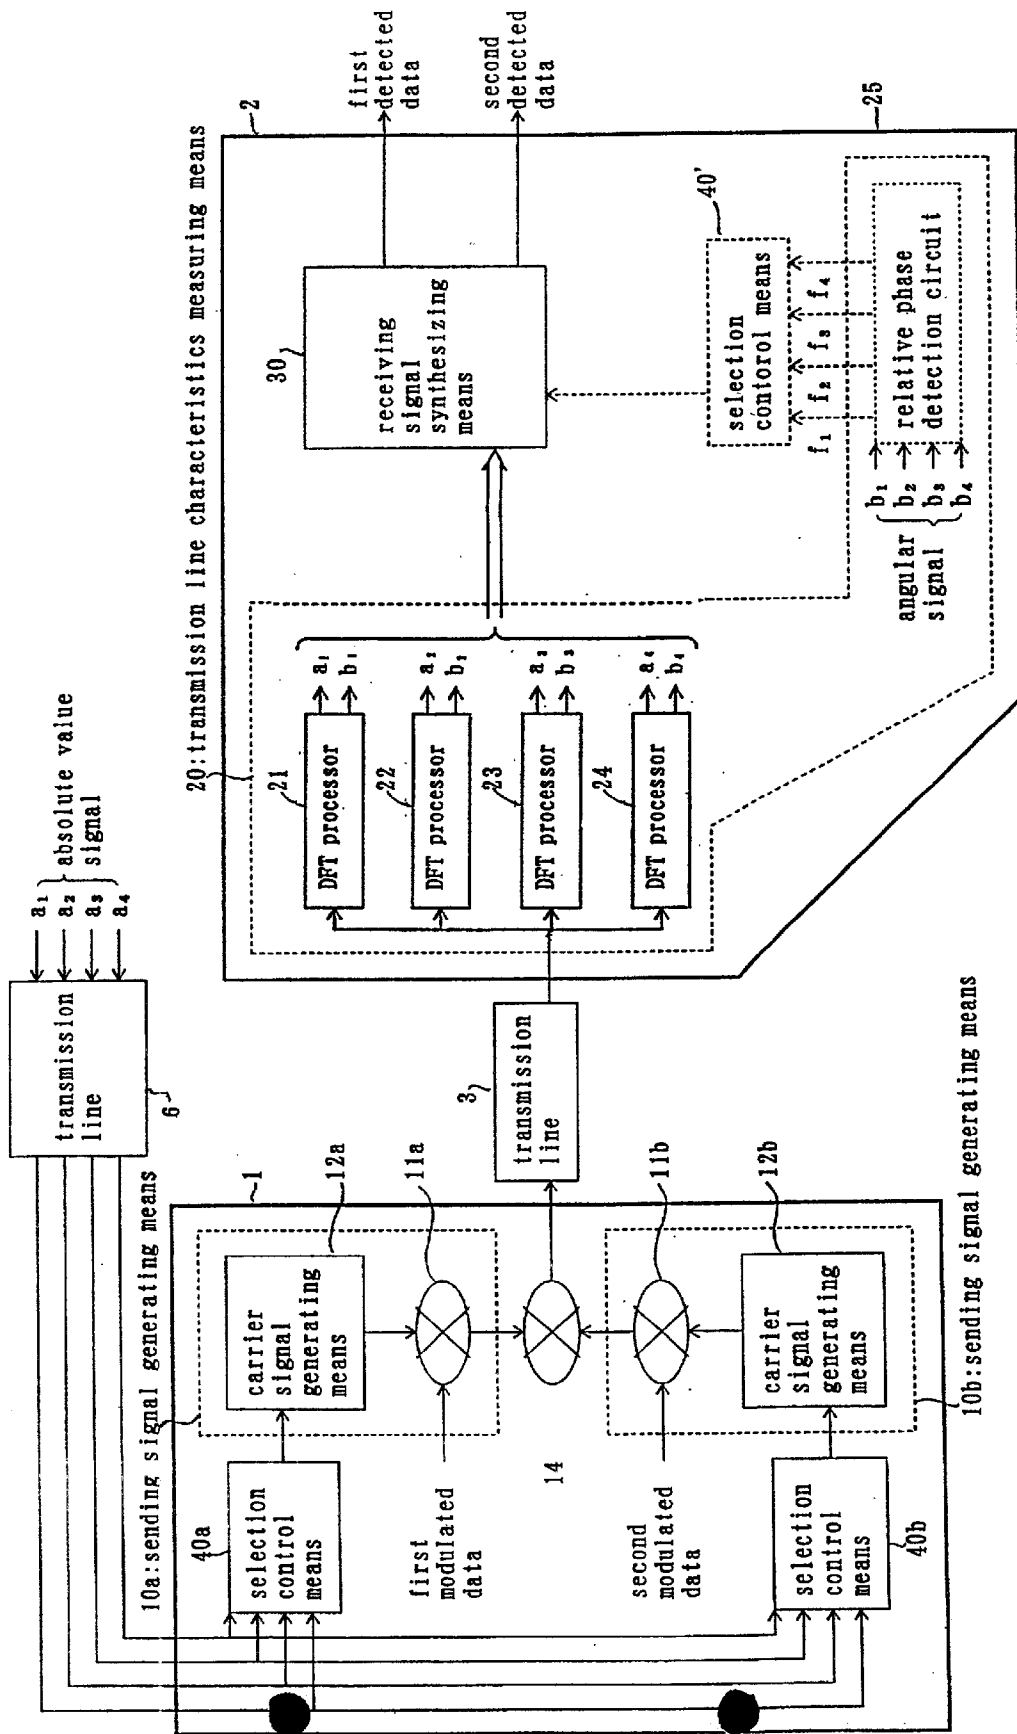 first
detected
data
second
detected
data
2
25
20:transmission line characteristics measuring means
30
receiving
signal
synthesizing
means
40'
selection
contorol means
f₁
f₂
f₃
f₄
relative phase
detection circuit
b₁
b₂
b₃
b₄
angular
signal
21
DFT processor
a₁
b₁
22
DFT processor
a₂
b₂
23
DFT processor
a₃
b₃
24
DFT processor
a₄
b₄
a₁
a₂
a₃
a₄
absolute value
signal
transmission
line
6
3
transmission
line
1
10a:sending signal generating means
12a
carrier
signal
generating
means
11a
40a
selection
control
means
first
modulated
data
14
second
modulated
data
11b
12b
carrier
signal
generating
means
10b:sending signal generating means
40b
selection
control
means